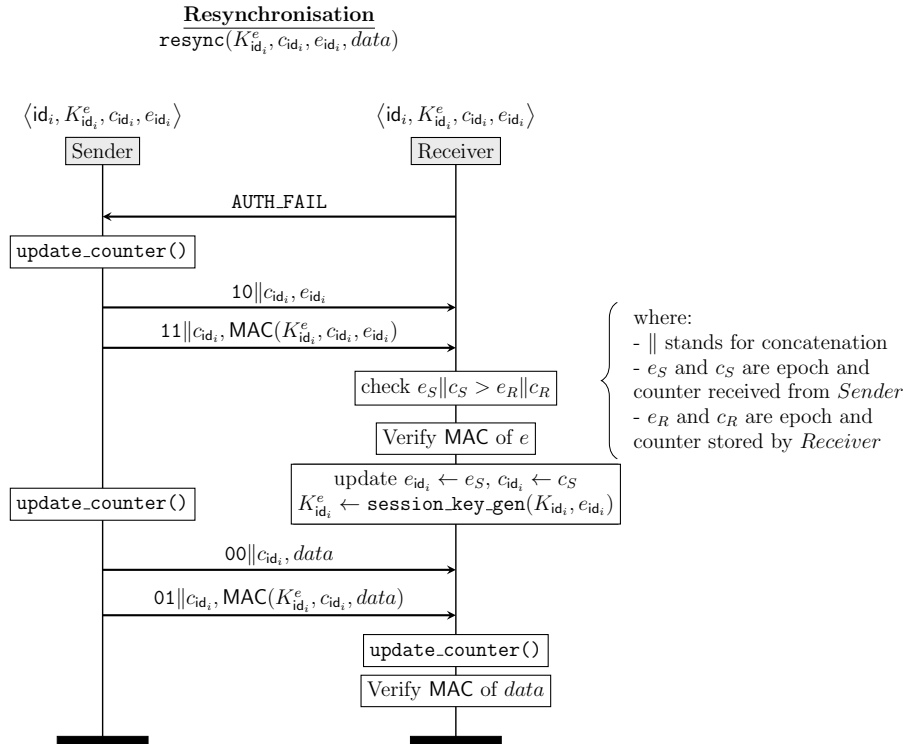 Resynchronisation
resync(K^e_{id_i}, c_{id_i}, e_{id_i}, data)
⟨id_i, K^e_{id_i}, c_{id_i}, e_{id_i}⟩
⟨id_i, K^e_{id_i}, c_{id_i}, e_{id_i}⟩
Sender
Receiver
AUTH_FAIL
update_counter()
10‖c_{id_i}, e_{id_i}
11‖c_{id_i}, MAC(K^e_{id_i}, c_{id_i}, e_{id_i})
check e_S‖c_S > e_R‖c_R
Verify MAC of e
where:
- ‖ stands for concatenation
- e_S and c_S are epoch and
counter received from Sender
- e_R and c_R are epoch and
counter stored by Receiver
update_counter()
update e_{id_i} ← e_S, c_{id_i} ← c_S
K^e_{id_i} ← session_key_gen(K_{id_i}, e_{id_i})
00‖c_{id_i}, data
01‖c_{id_i}, MAC(K^e_{id_i}, c_{id_i}, data)
update_counter()
Verify MAC of data